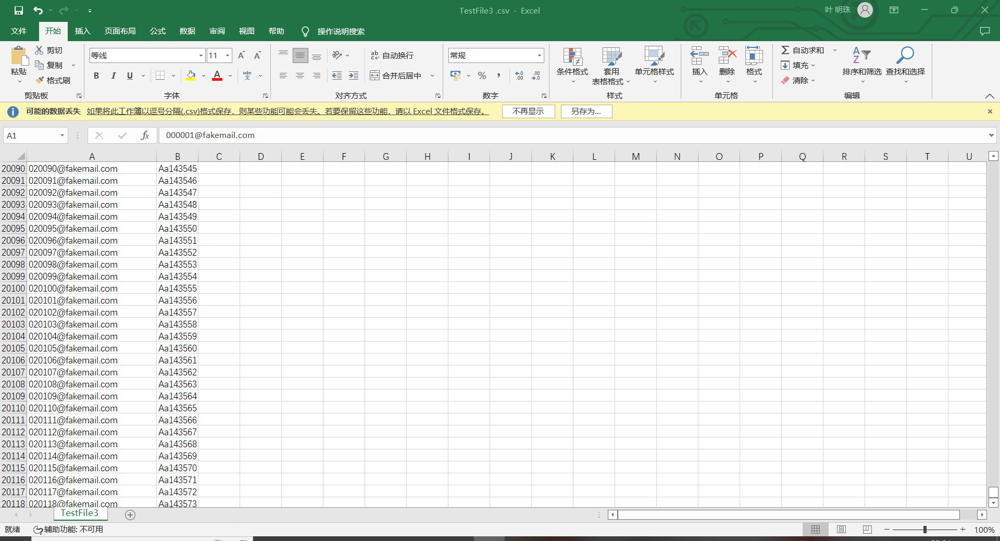 TestFile3 .csv - Excel
叶 明珠
文件 开始 插入 页面布局 公式 数据 审阅 视图 帮助 操作说明搜索
粘贴 剪切 复制 格式刷 剪贴板
等线 11 B I U A wén 文 字体
ab 自动换行 合并后居中 对齐方式
常规 % 数字
条件格式 套用 表格格式 单元格样式 样式
插入 删除 格式 单元格
自动求和 填充 清除 排序和筛选 查找和选择 编辑
可能的数据丢失 如果将此工作簿以逗号分隔(.csv)格式保存，则某些功能可能会丢失。若要保留这些功能，请以 Excel 文件格式保存。 不再显示 另存为...
A1 fx 000001@fakemail.com
A B C D E F G H I J K L M N O P Q R S T U
20090 020090@fakemail.com Aa143545
20091 020091@fakemail.com Aa143546
20092 020092@fakemail.com Aa143547
20093 020093@fakemail.com Aa143548
20094 020094@fakemail.com Aa143549
20095 020095@fakemail.com Aa143550
20096 020096@fakemail.com Aa143551
20097 020097@fakemail.com Aa143552
20098 020098@fakemail.com Aa143553
20099 020099@fakemail.com Aa143554
20100 020100@fakemail.com Aa143555
20101 020101@fakemail.com Aa143556
20102 020102@fakemail.com Aa143557
20103 020103@fakemail.com Aa143558
20104 020104@fakemail.com Aa143559
20105 020105@fakemail.com Aa143560
20106 020106@fakemail.com Aa143561
20107 020107@fakemail.com Aa143562
20108 020108@fakemail.com Aa143563
20109 020109@fakemail.com Aa143564
20110 020110@fakemail.com Aa143565
20111 020111@fakemail.com Aa143566
20112 020112@fakemail.com Aa143567
20113 020113@fakemail.com Aa143568
20114 020114@fakemail.com Aa143569
20115 020115@fakemail.com Aa143570
20116 020116@fakemail.com Aa143571
20117 020117@fakemail.com Aa143572
20118 020118@fakemail.com Aa143573
TestFile3
就绪 辅助功能: 不可用 100%